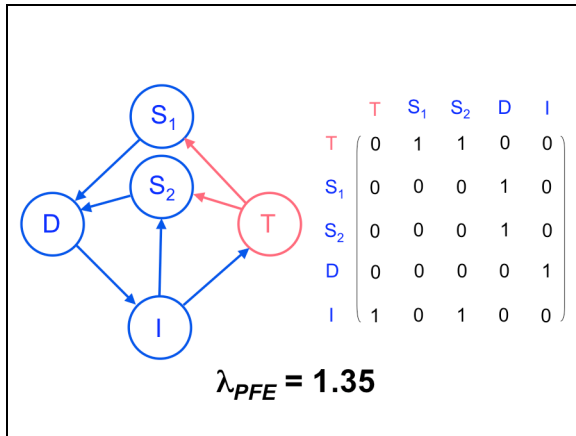 S₁
S₂
D
T
I
T S₁ S₂ D I
T 0 1 1 0 0
S₁ 0 0 0 1 0
S₂ 0 0 0 1 0
D 0 0 0 0 1
I 1 0 1 0 0
λPFE = 1.35